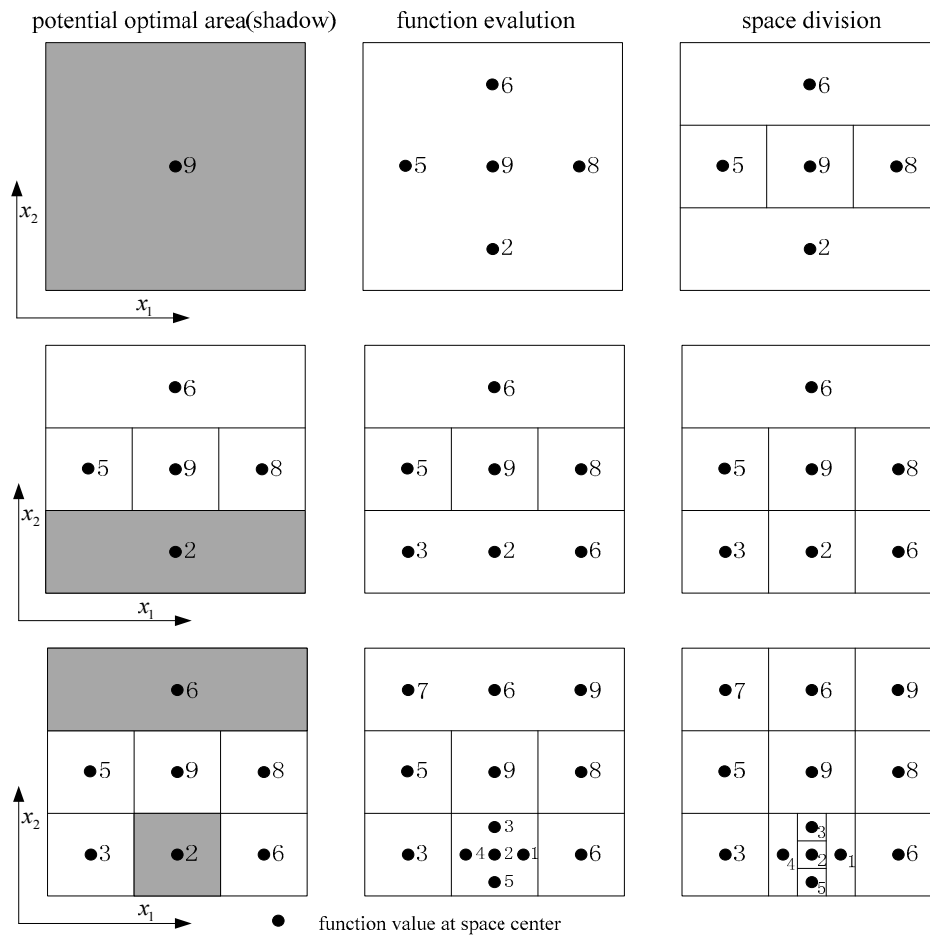 potential optimal area(shadow) function evalution space division
6 6
9 5 9 8 5 9 8
2 2
x2
x1
6 6 6
5 9 8 5 9 8 5 9 8
2 3 2 6 3 2 6
x2
x1
6 7 6 9 7 6 9
5 9 8 5 9 8 5 9 8
3 3
3 2 6 3 4 2 1 6 3 4 2 1 6
5 5
x2
x1
function value at space center